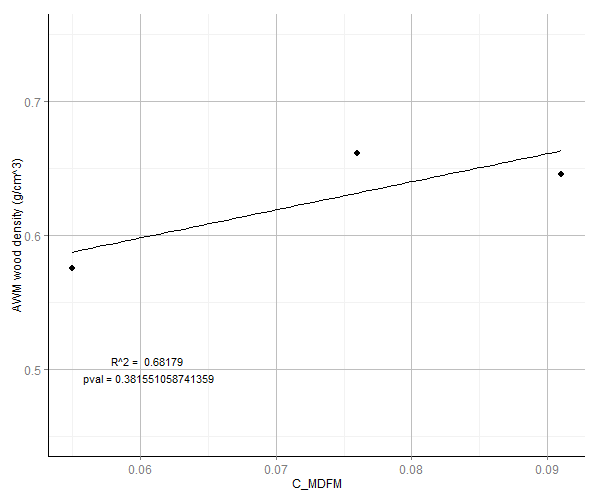 0.7
0.6
0.5
AWM wood density (g/cm^3)
R^2 = 0.68179
pval = 0.381551058741359
0.06 0.07 0.08 0.09
C_MDFM